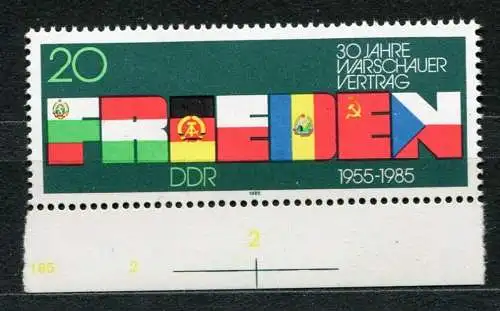 20
30 JAHRE
WARSCHAUER
VERTRAG
FRIEDEN
DDR
1955-1985
1985
2
185 2